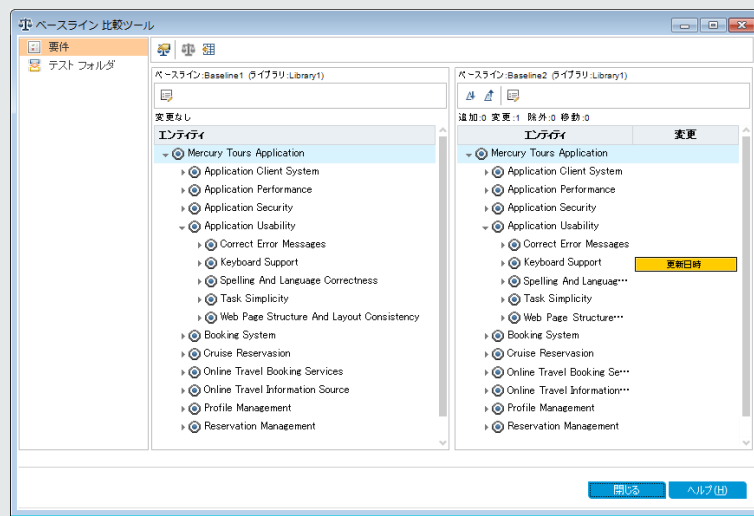 ベースライン 比較ツール
要件
テスト フォルダ
ベースライン:Baseline1 (ライブラリ:Library1)
変更なし
エンティティ
Mercury Tours Application
Application Client System
Application Performance
Application Security
Application Usability
Correct Error Messages
Keyboard Support
Spelling And Language Correctness
Task Simplicity
Web Page Structure And Layout Consistency
Booking System
Cruise Reservasion
Online Travel Booking Services
Online Travel Information Source
Profile Management
Reservation Management
ベースライン:Baseline2 (ライブラリ:Library1)
追加:0 変更:1 除外:0 移動:0
エンティティ 変更
Mercury Tours Application
Application Client System
Application Performance
Application Security
Application Usability
Correct Error Messages
Keyboard Support 更新日時
Spelling And Languag…
Task Simplicity
Web Page Structure…
Booking System
Cruise Reservasion
Online Travel Booking Se…
Online Travel Information…
Profile Management
Reservation Management
閉じる ヘルプ(H)